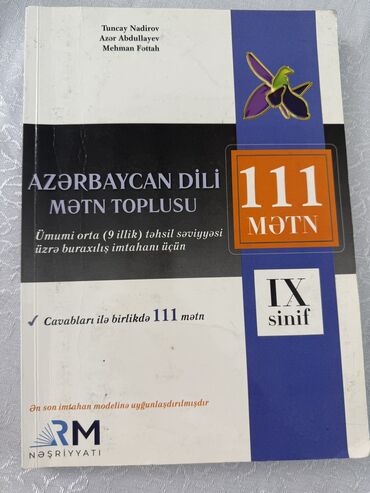 Tuncay Nadirov
Azər Abdullayev
Mehman Fəttah
AZƏRBAYCAN DİLİ
MƏTN TOPLUSU
Ümumi orta (9 illik) təhsil səviyyəsi
üzrə buraxılış imtahanı üçün
111
MƏTN
IX
sinif
✓ Cavabları ilə birlikdə 111 mətn
Ən son imtahan modelinə uyğunlaşdırılmışdır
RM
NƏŞRİYYATI